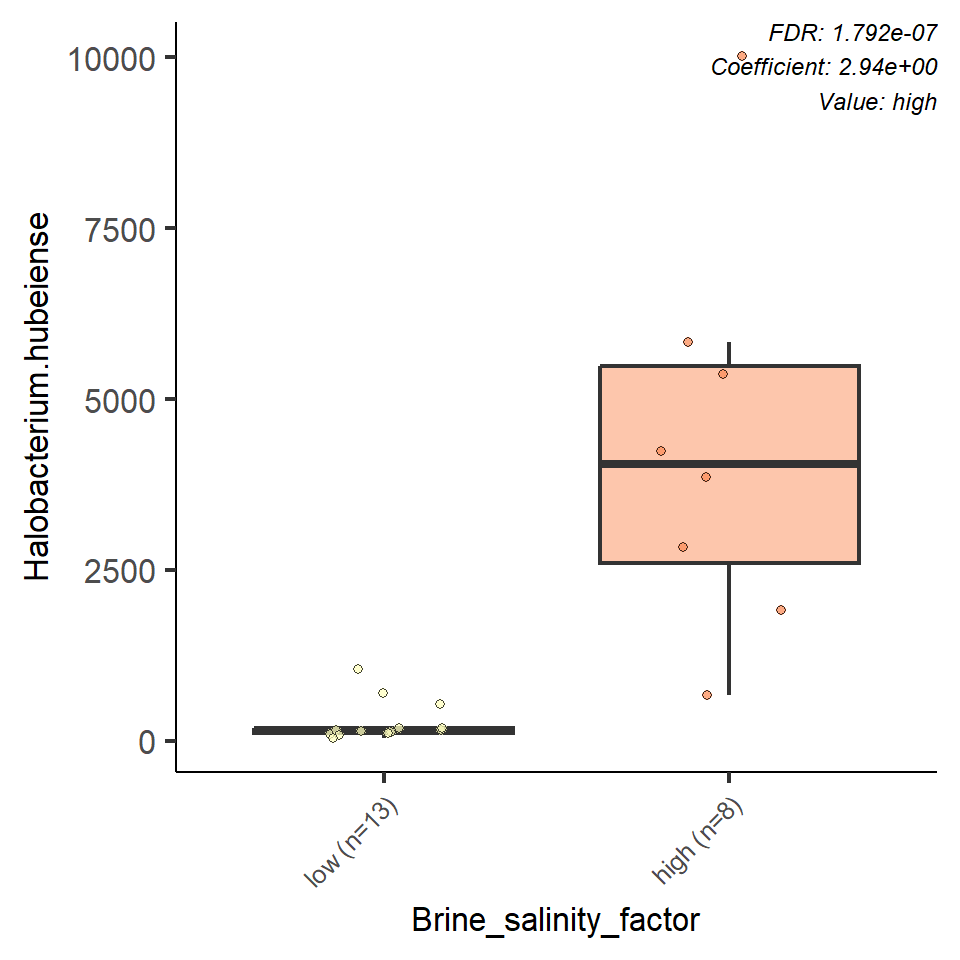 FDR: 1.792e-07
Coefficient: 2.94e+00
Value: high
10000
7500
5000
2500
0
Halobacterium.hubeiense
low (n=13)
high (n=8)
Brine_salinity_factor